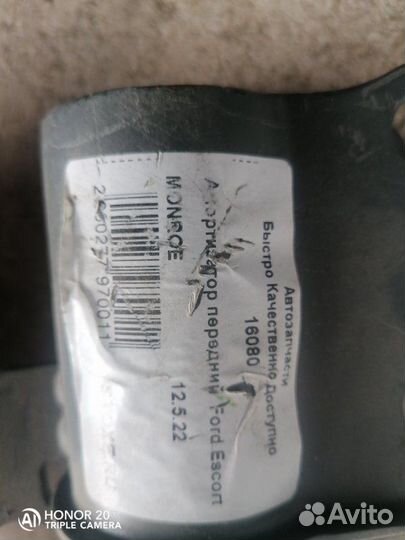 Автозапчасти
Быстро Качественно Доступно
16080
Амортизатор передний Ford Escort
MONROE
12.5.22
HONOR 20
TRIPLE CAMERA
Avito